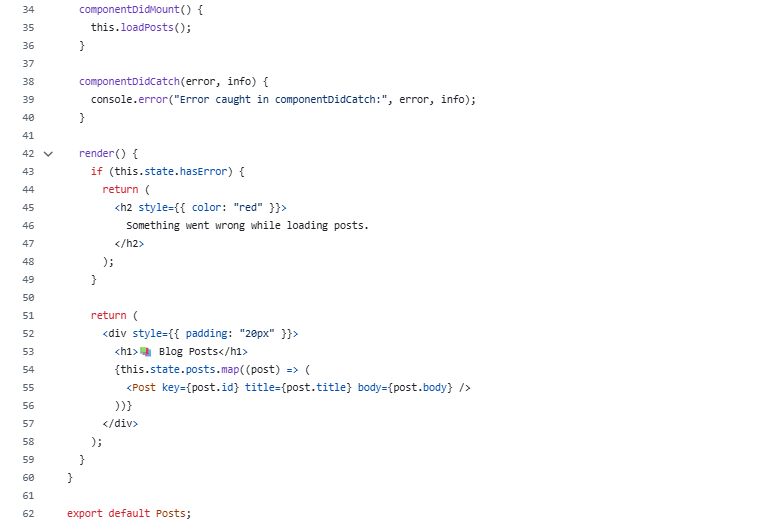 34 componentDidMount() {
35 this.loadPosts();
36 }
37
38 componentDidCatch(error, info) {
39 console.error("Error caught in componentDidCatch:", error, info);
40 }
41
42 render() {
43 if (this.state.hasError) {
44 return (
45 <h2 style={{ color: "red" }}>
46 Something went wrong while loading posts.
47 </h2>
48 );
49 }
50
51 return (
52 <div style={{ padding: "20px" }}>
53 <h1>📚 Blog Posts</h1>
54 {this.state.posts.map((post) => (
55 <Post key={post.id} title={post.title} body={post.body} />
56 ))}
57 </div>
58 );
59 }
60 }
61
62 export default Posts;